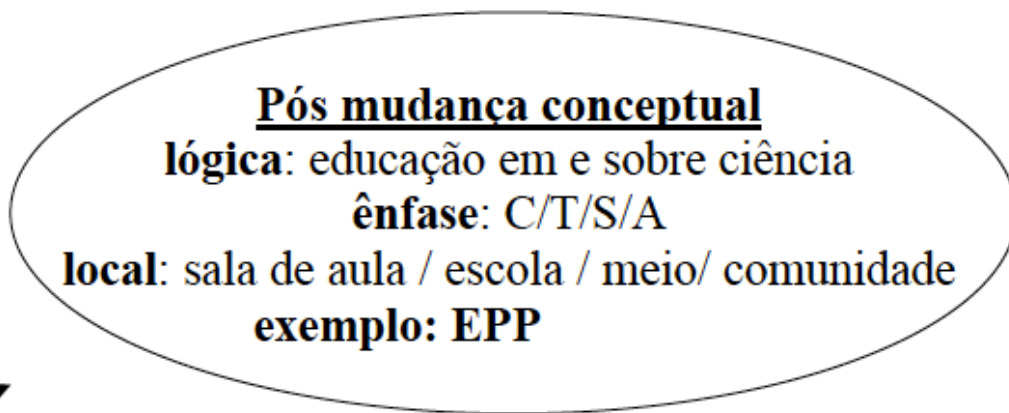 Pós mudança conceptual
lógica: educação em e sobre ciência
ênfase: C/T/S/A
local: sala de aula / escola / meio/ comunidade
exemplo: EPP